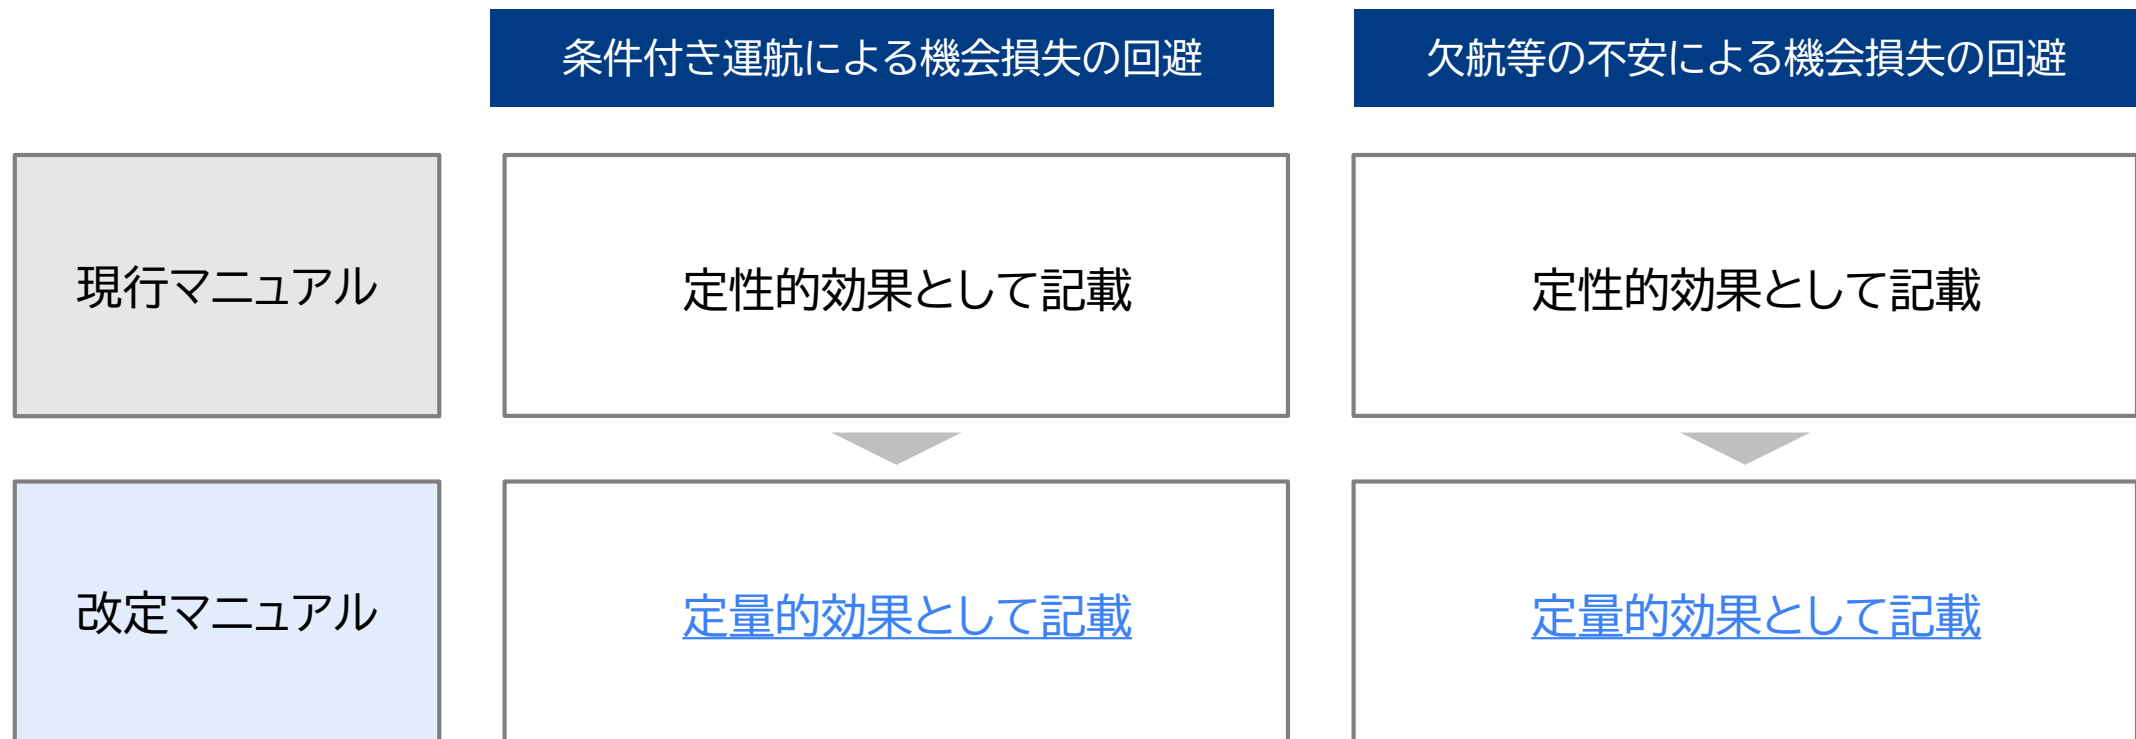 条件付き運航による機会損失の回避
欠航等の不安による機会損失の回避
現行マニュアル
定性的効果として記載
定性的効果として記載
改定マニュアル
定量的効果として記載
定量的効果として記載